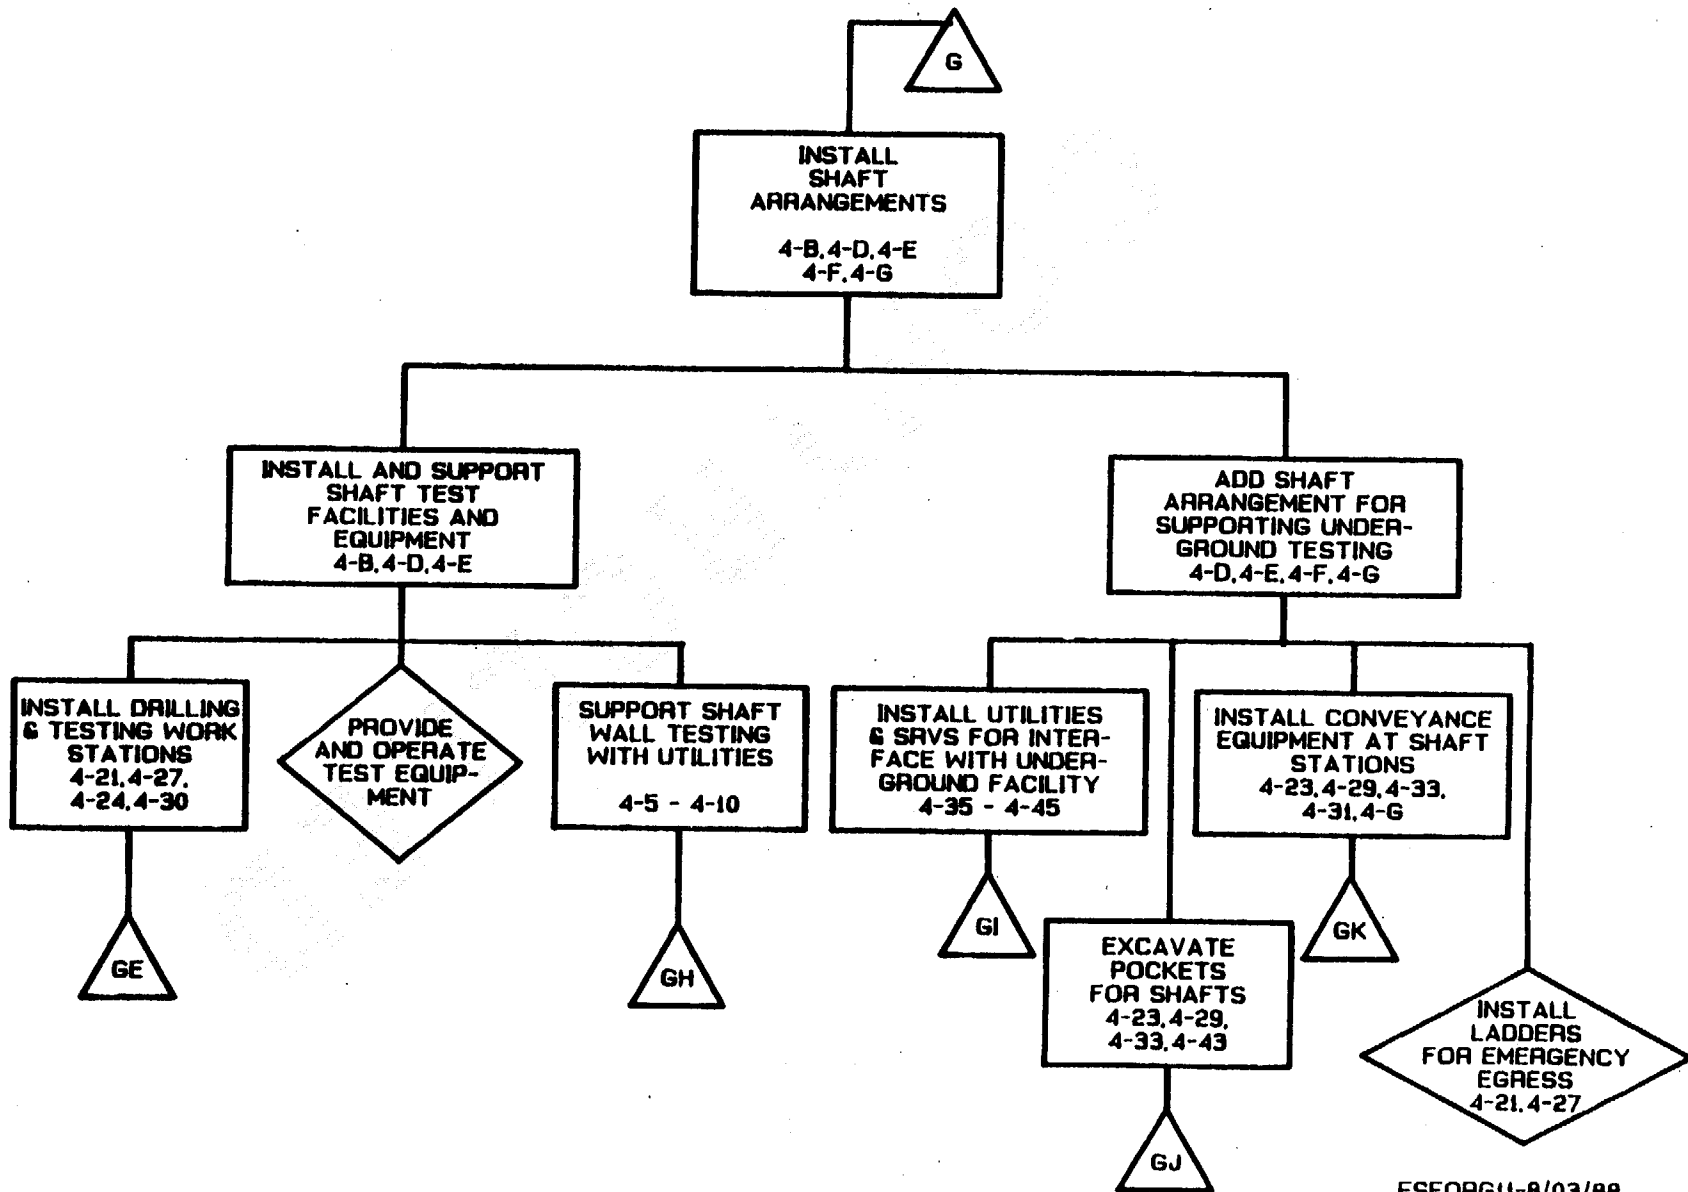 G
INSTALL
SHAFT
ARRANGEMENTS
4-B,4-D,4-E
4-F,4-G
INSTALL AND SUPPORT
SHAFT TEST
FACILITIES AND
EQUIPMENT
4-B,4-D,4-E
ADD SHAFT
ARRANGEMENT FOR
SUPPORTING UNDER-
GROUND TESTING
4-D,4-E,4-F,4-G
INSTALL DRILLING
& TESTING WORK
STATIONS
4-21,4-27,
4-24,4-30
PROVIDE
AND OPERATE
TEST EQUIP-
MENT
SUPPORT SHAFT
WALL TESTING
WITH UTILITIES
4-5 - 4-10
INSTALL UTILITIES
& SRVS FOR INTER-
FACE WITH UNDER-
GROUND FACILITY
4-35 - 4-45
INSTALL CONVEYANCE
EQUIPMENT AT SHAFT
STATIONS
4-23,4-29,4-33,
4-31,4-G
GE
GH
GI
EXCAVATE
POCKETS
FOR SHAFTS
4-23,4-29,
4-33,4-43
GK
INSTALL
LADDERS
FOR EMERGENCY
EGRESS
4-21,4-27
GJ